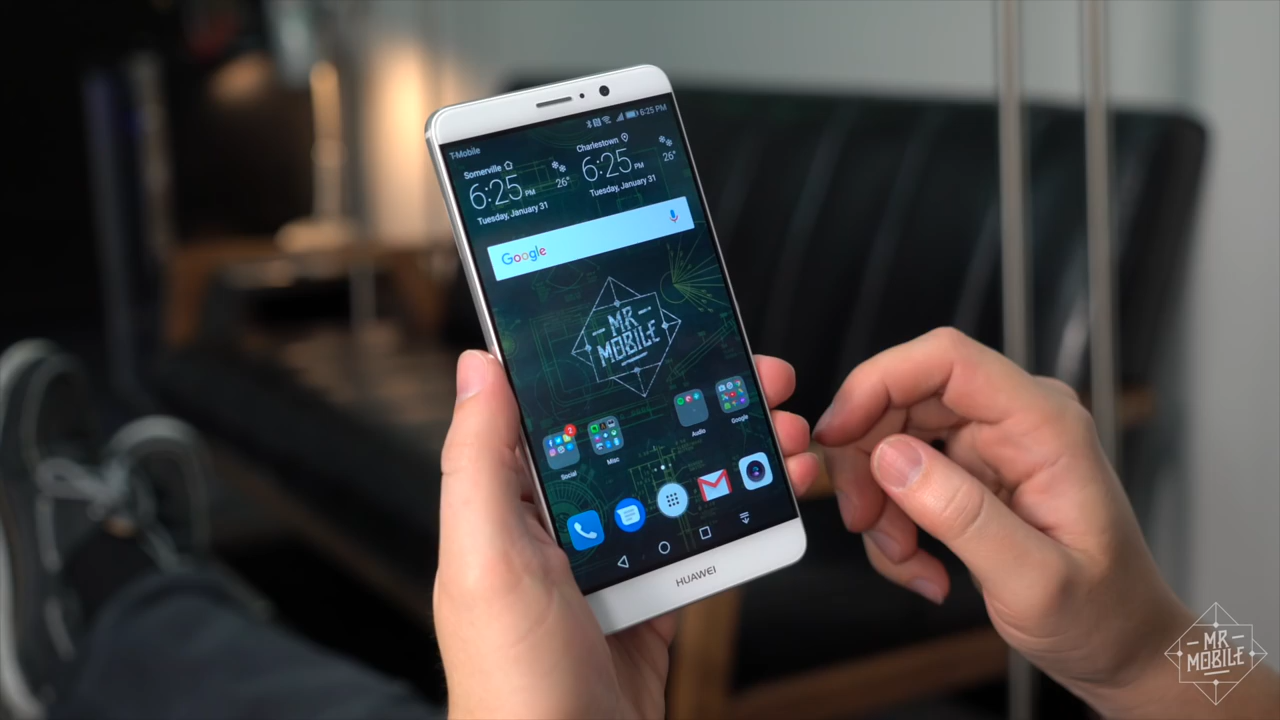 6:25 PM
T-Mobile
Somerville
6:25 PM
26°
Tuesday, January 31
Charlestown
6:25 PM
26°
Tuesday, January 31
Google
MR
MOBILE
2
Social
Misc
Audio
Google
HUAWEI
MR
MOBILE